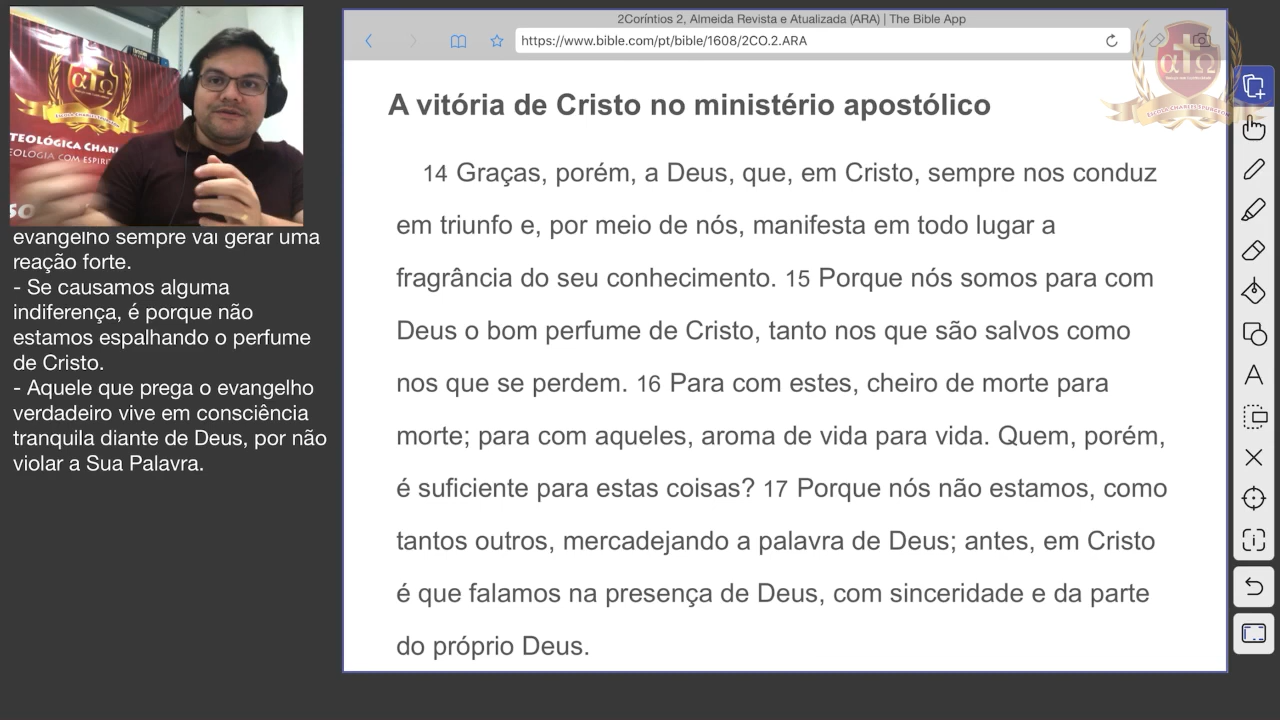 TEOLÓGICA CHARL
TEOLOGIA COM ESPIRI
evangelho sempre vai gerar uma
reação forte.
- Se causamos alguma
indiferença, é porque não
estamos espalhando o perfume
de Cristo.
- Aquele que prega o evangelho
verdadeiro vive em consciência
tranquila diante de Deus, por não
violar a Sua Palavra.
2Coríntios 2, Almeida Revista e Atualizada (ARA) | The Bible App
https://www.bible.com/pt/bible/1608/2CO.2.ARA
α Ω
ESCOLA CHARLES SPURGEON
A vitória de Cristo no ministério apostólico
14 Graças, porém, a Deus, que, em Cristo, sempre nos conduz
em triunfo e, por meio de nós, manifesta em todo lugar a
fragrância do seu conhecimento. 15 Porque nós somos para com
Deus o bom perfume de Cristo, tanto nos que são salvos como
nos que se perdem. 16 Para com estes, cheiro de morte para
morte; para com aqueles, aroma de vida para vida. Quem, porém,
é suficiente para estas coisas? 17 Porque nós não estamos, como
tantos outros, mercadejando a palavra de Deus; antes, em Cristo
é que falamos na presença de Deus, com sinceridade e da parte
do próprio Deus.